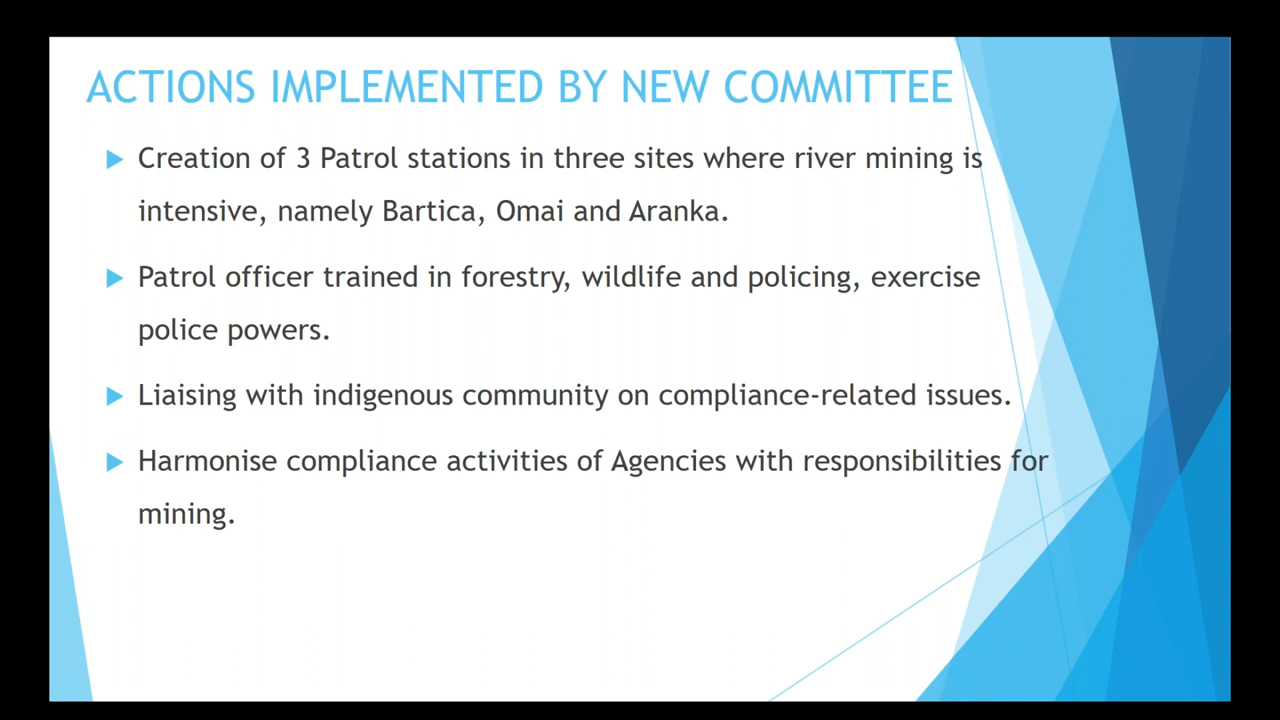 ACTIONS IMPLEMENTED BY NEW COMMITTEE
Creation of 3 Patrol stations in three sites where river mining is
intensive, namely Bartica, Omai and Aranka.
Patrol officer trained in forestry, wildlife and policing, exercise
police powers.
Liaising with indigenous community on compliance-related issues.
Harmonise compliance activities of Agencies with responsibilities for
mining.